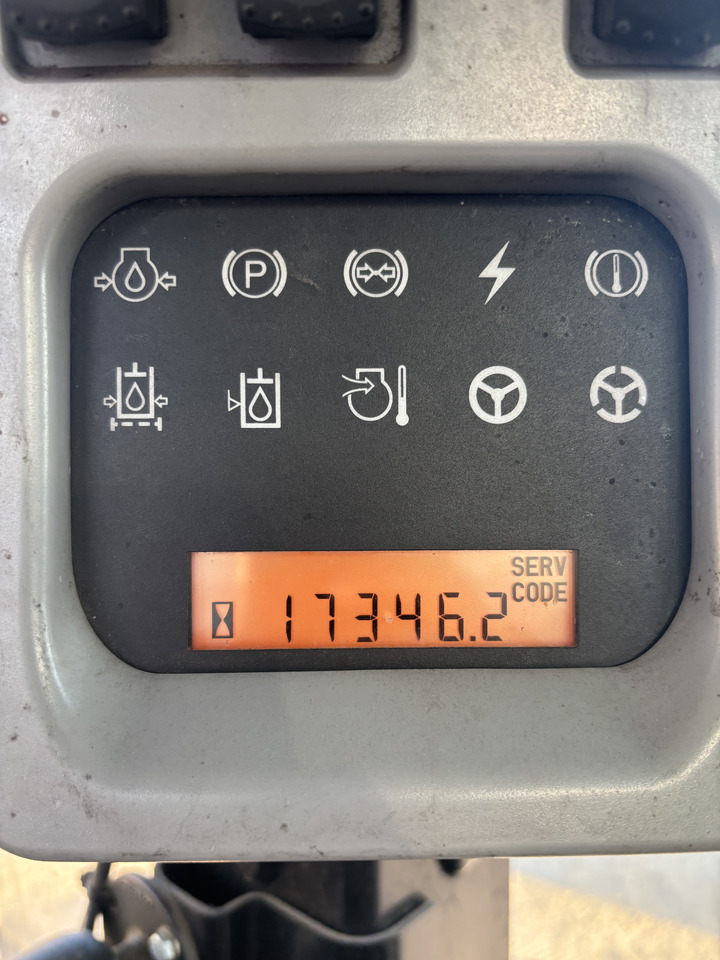 P
SERV
CODE
17346.2